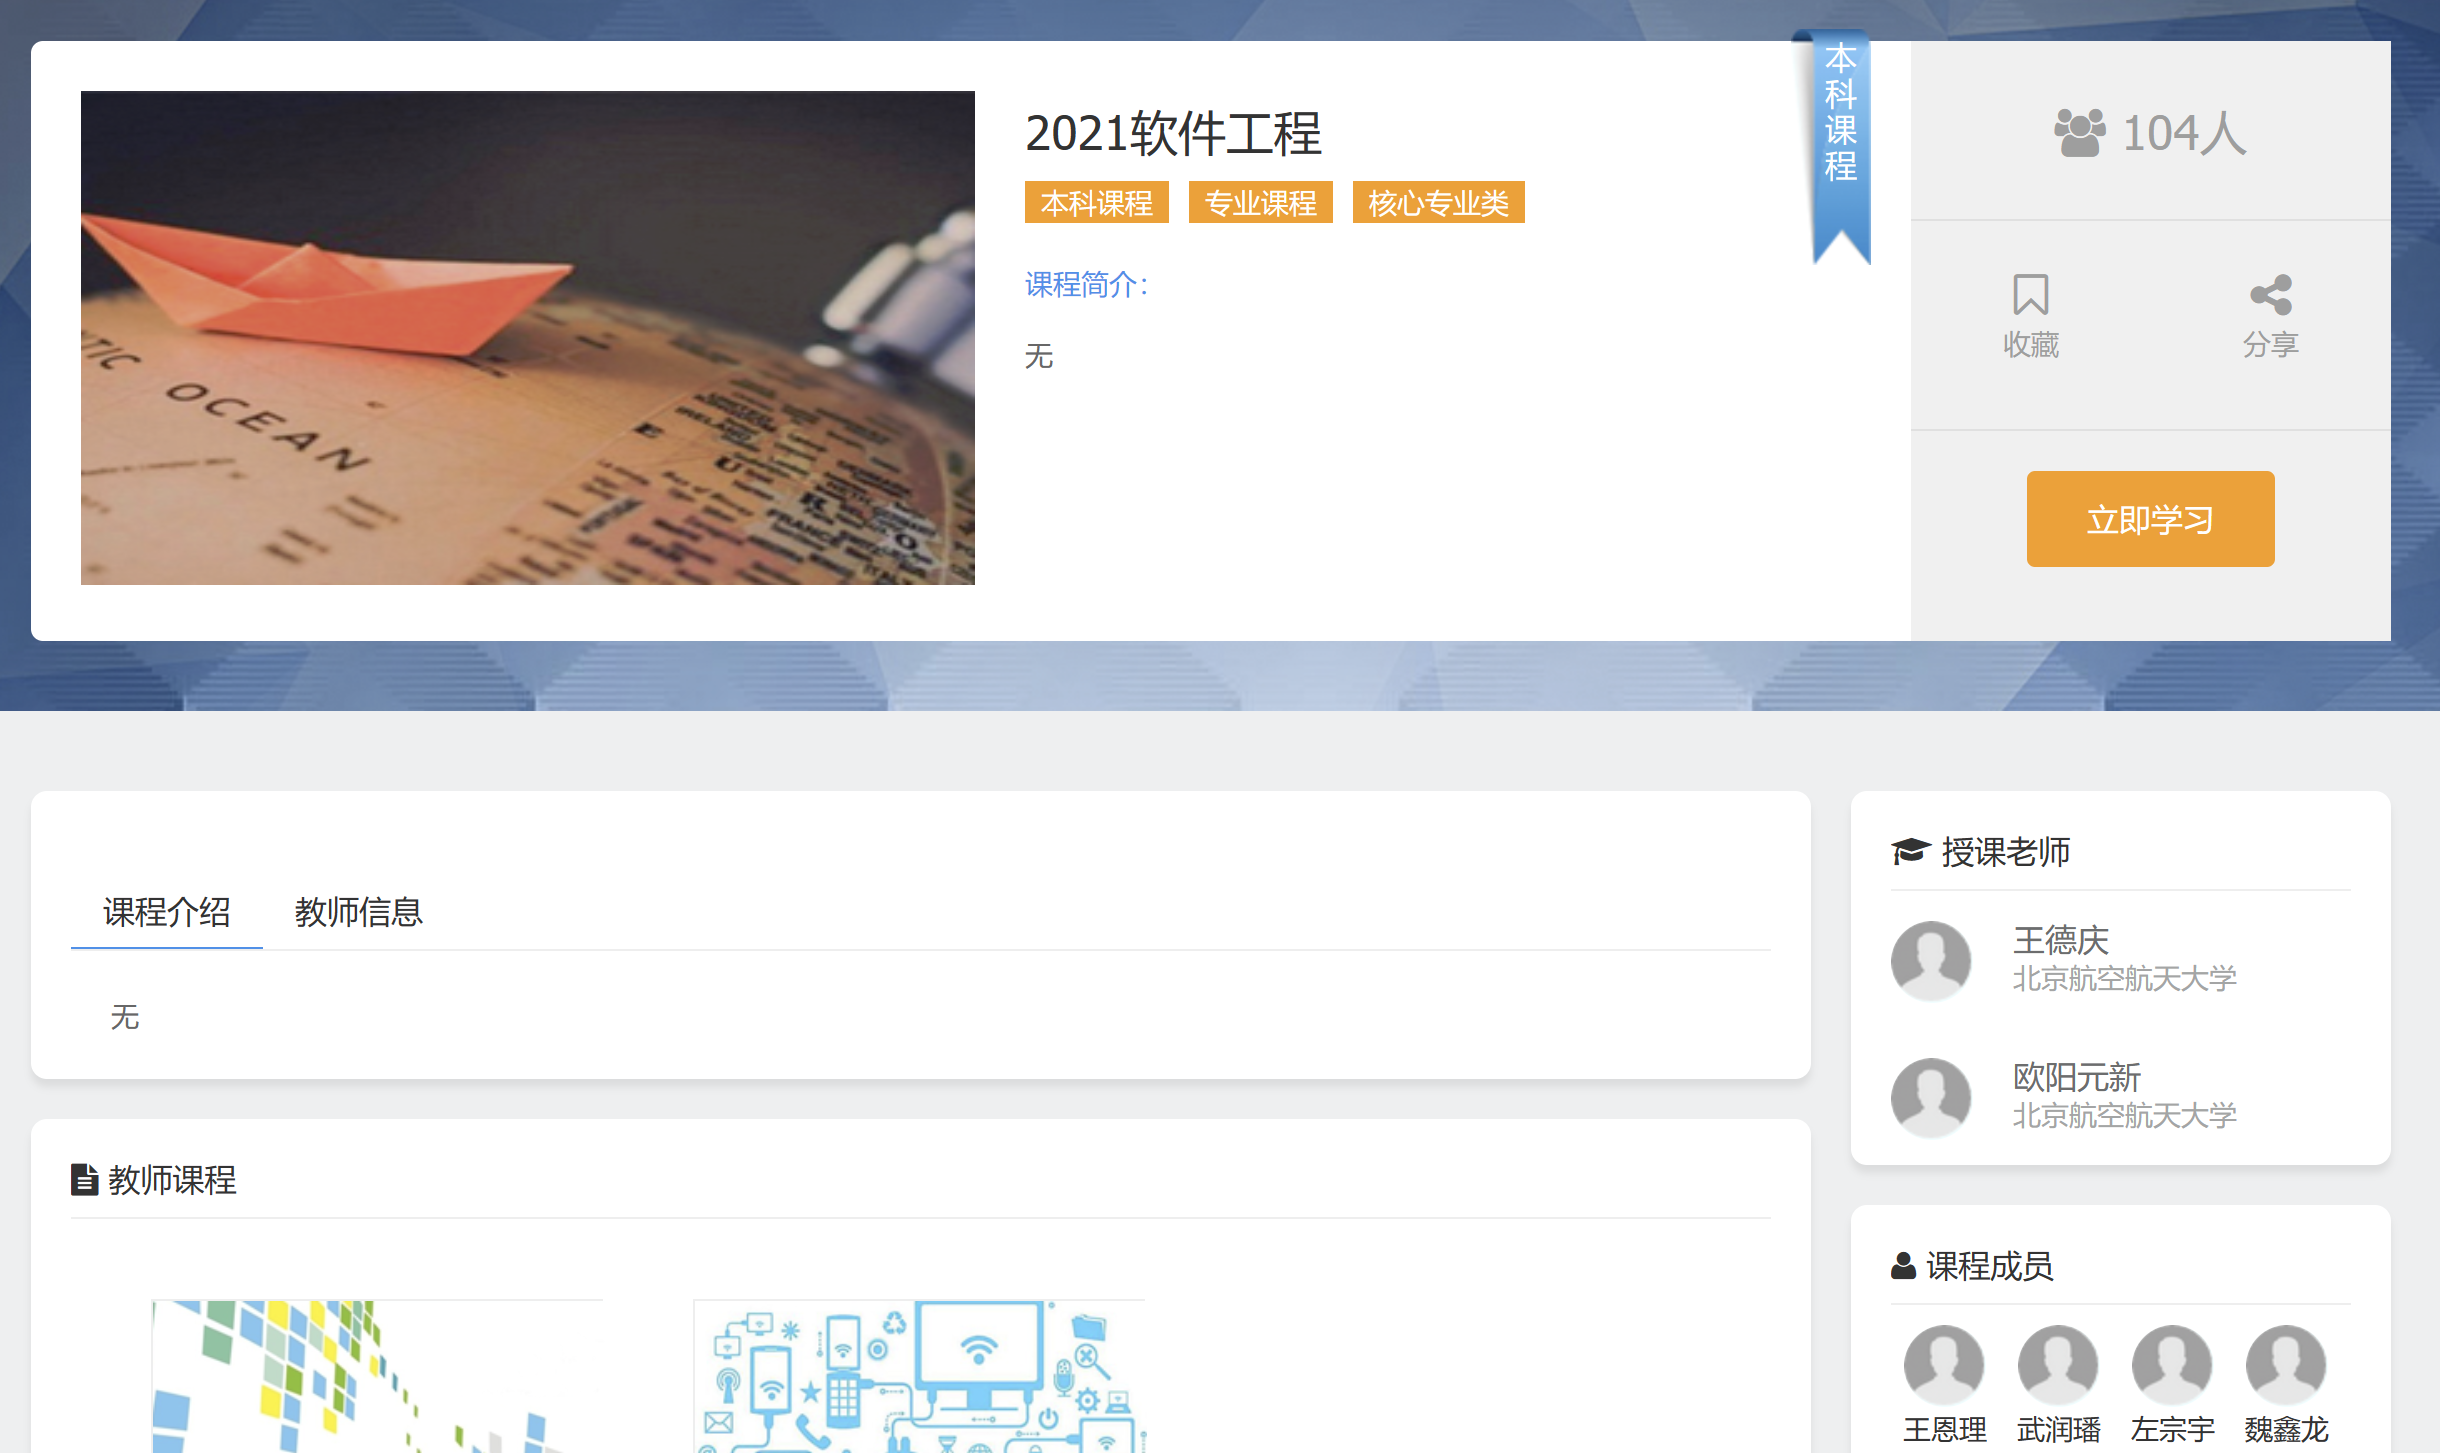 2021软件工程
本科课程 专业课程 核心专业类
课程简介：
无
本科课程
104人
收藏 分享
立即学习
OCEAN
课程介绍 教师信息
无
授课老师
王德庆
北京航空航天大学
欧阳元新
北京航空航天大学
教师课程
课程成员
王恩理 武润璠 左宗宇 魏鑫龙